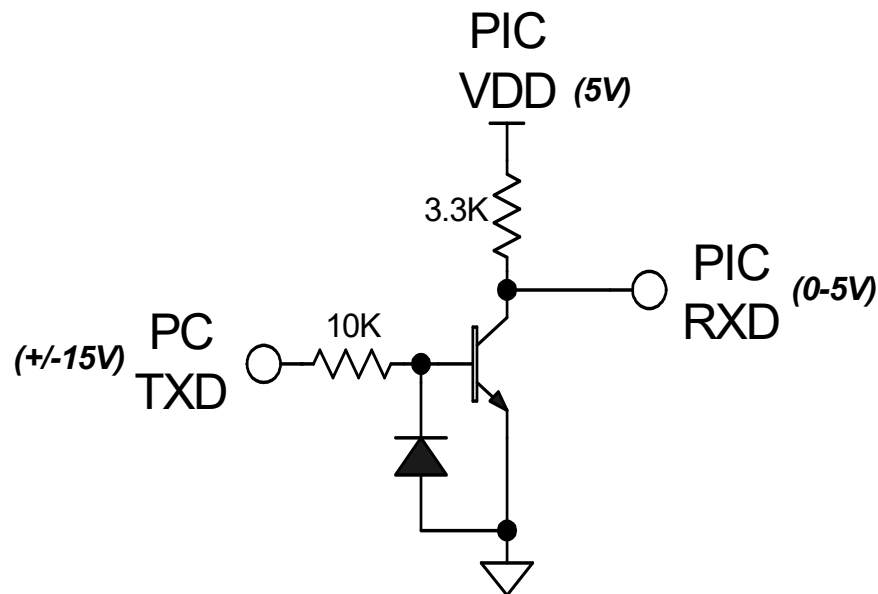 PIC
VDD (5V)
3.3K
PIC
RXD (0-5V)
10K
(+/-15V) PC
TXD